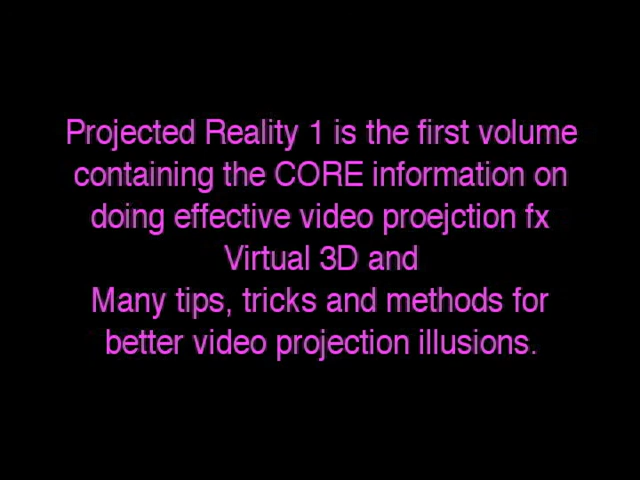 Projected Reality 1 is the first volume
containing the CORE information on
doing effective video proejction fx
Virtual 3D and
Many tips, tricks and methods for
better video projection illusions.